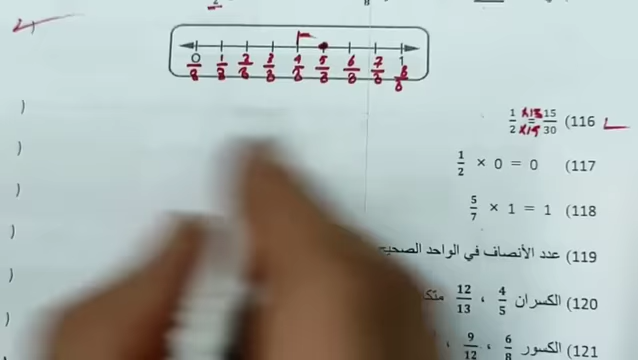 0/8 1/8 2/8 3/8 4/8 5/8 6/8 7/8 8/8
0 1
(116 1/2 = 15/30 ×15 ×15
(117 1/2 × 0 = 0
(118 5/7 × 1 = 1
(119 عدد الأنصاف في الواحد الصحيح
(120 الكسران 4/5 ، 12/13
(121 الكسور 6/8 ، 9/12 ،